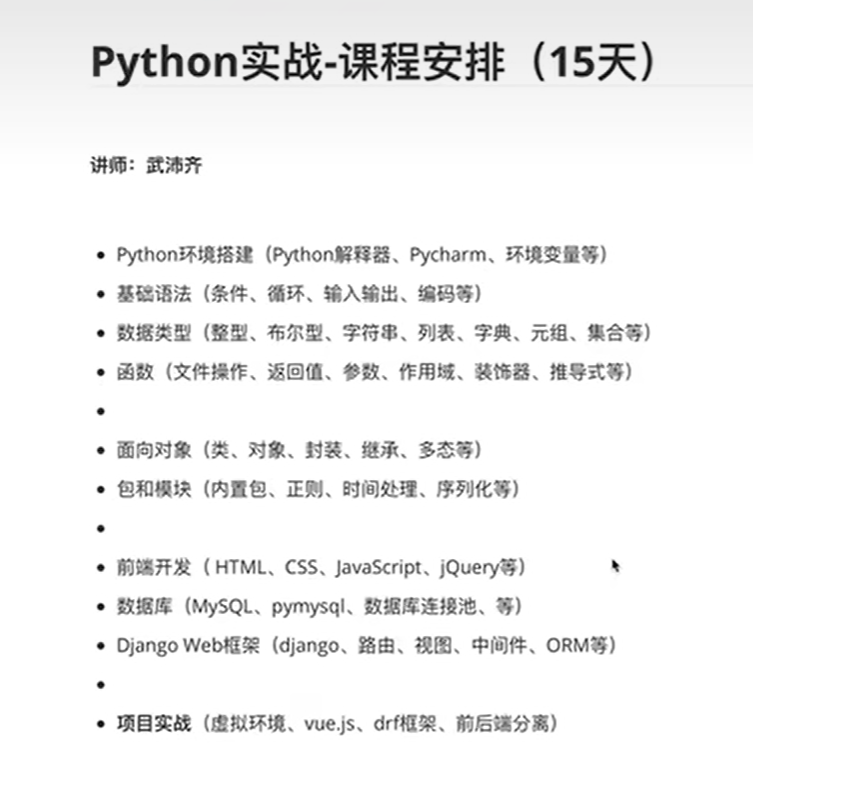 Python实战-课程安排（15天）
讲师：武沛齐
• Python环境搭建（Python解释器、Pycharm、环境变量等）
• 基础语法（条件、循环、输入输出、编码等）
• 数据类型（整型、布尔型、字符串、列表、字典、元组、集合等）
• 函数（文件操作、返回值、参数、作用域、装饰器、推导式等）
•
• 面向对象（类、对象、封装、继承、多态等）
• 包和模块（内置包、正则、时间处理、序列化等）
•
• 前端开发（ HTML、CSS、JavaScript、jQuery等）
• 数据库（MySQL、pymysql、数据库连接池、等）
• Django Web框架（django、路由、视图、中间件、ORM等）
•
• 项目实战（虚拟环境、vue.js、drf框架、前后端分离）